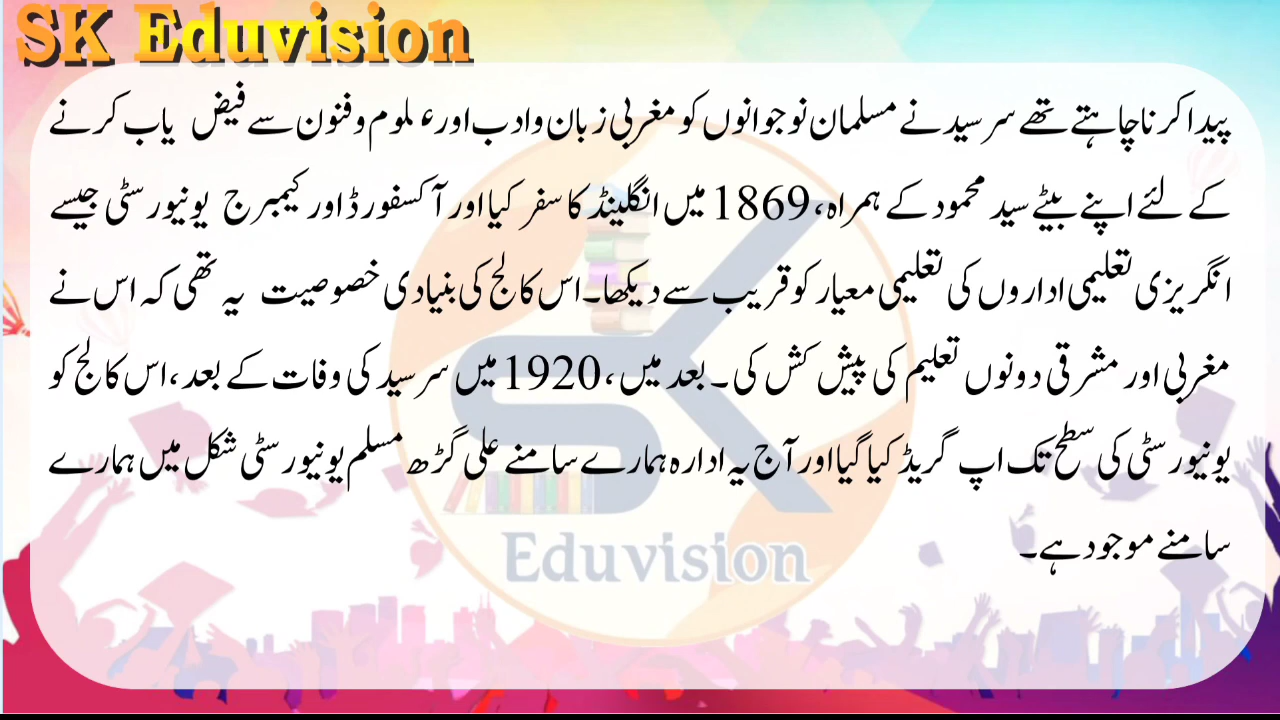 SK Eduvision
پیدا کرنا چاہتے تھے سر سید نے مسلمان نوجوانوں کو مغربی زبان و ادب اور ء لوم و فنون سے فیض یاب کرنے
کے لئے اپنے بیٹے سید محمود کے ہمراہ، 1869 میں انگلینڈ کا سفر کیا اور آکسفورڈ اور کیمبرج یونیورسٹی جیسے
انگریزی تعلیمی اداروں کی تعلیمی معیار کو قریب سے دیکھا۔ اس کالج کی بنیادی خصوصیت یہ تھی کہ اس نے
مغربی اور مشرقی دونوں تعلیم کی پیش کش کی۔ بعد میں، 1920 میں سر سید کی وفات کے بعد، اس کالج کو
یونیورسٹی کی سطح تک اپ گریڈ کیا گیا اور آج یہ ادارہ ہمارے سامنے علی گڑھ مسلم یونیورسٹی شکل میں ہمارے
سامنے موجود ہے۔
SK
Eduvision